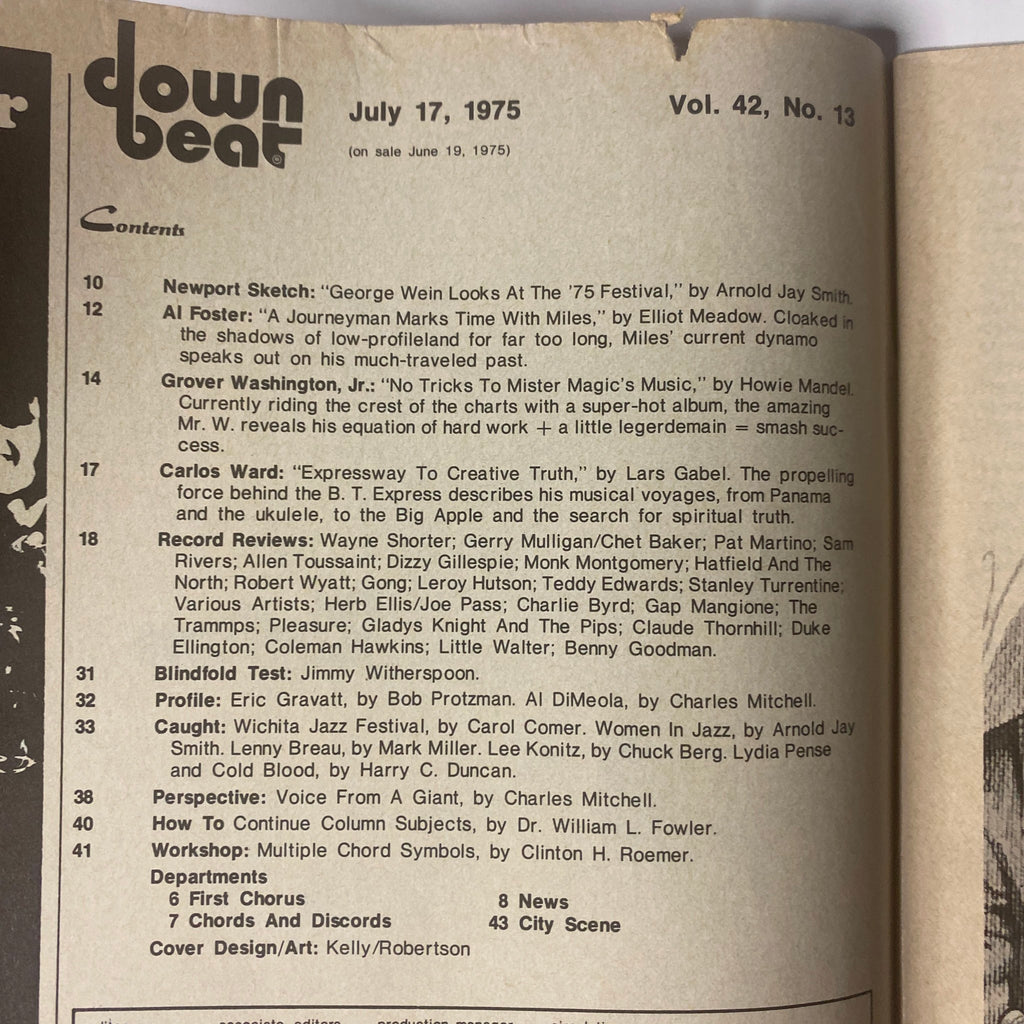 down
beat
July 17, 1975
Vol. 42, No. 13
(on sale June 19, 1975)
Contents
10 Newport Sketch: "George Wein Looks At The '75 Festival," by Arnold Jay Smith.
12 Al Foster: "A Journeyman Marks Time With Miles," by Elliot Meadow. Cloaked in
the shadows of low-profileland for far too long, Miles' current dynamo
speaks out on his much-traveled past.
14 Grover Washington, Jr.: "No Tricks To Mister Magic's Music," by Howie Mandel.
Currently riding the crest of the charts with a super-hot album, the amazing
Mr. W. reveals his equation of hard work + a little legerdemain = smash suc-
cess.
17 Carlos Ward: "Expressway To Creative Truth," by Lars Gabel. The propelling
force behind the B. T. Express describes his musical voyages, from Panama
and the ukulele, to the Big Apple and the search for spiritual truth.
18 Record Reviews: Wayne Shorter; Gerry Mulligan/Chet Baker; Pat Martino; Sam
Rivers; Allen Toussaint; Dizzy Gillespie; Monk Montgomery; Hatfield And The
North; Robert Wyatt; Gong; Leroy Hutson; Teddy Edwards; Stanley Turrentine;
Various Artists; Herb Ellis/Joe Pass; Charlie Byrd; Gap Mangione; The
Trammps; Pleasure; Gladys Knight And The Pips; Claude Thornhill; Duke
Ellington; Coleman Hawkins; Little Walter; Benny Goodman.
31 Blindfold Test: Jimmy Witherspoon.
32 Profile: Eric Gravatt, by Bob Protzman. Al DiMeola, by Charles Mitchell.
33 Caught: Wichita Jazz Festival, by Carol Comer. Women In Jazz, by Arnold Jay
Smith. Lenny Breau, by Mark Miller. Lee Konitz, by Chuck Berg. Lydia Pense
and Cold Blood, by Harry C. Duncan.
38 Perspective: Voice From A Giant, by Charles Mitchell.
40 How To Continue Column Subjects, by Dr. William L. Fowler.
41 Workshop: Multiple Chord Symbols, by Clinton H. Roemer.
Departments
6 First Chorus 8 News
7 Chords And Discords 43 City Scene
Cover Design/Art: Kelly/Robertson
associate editors production manager